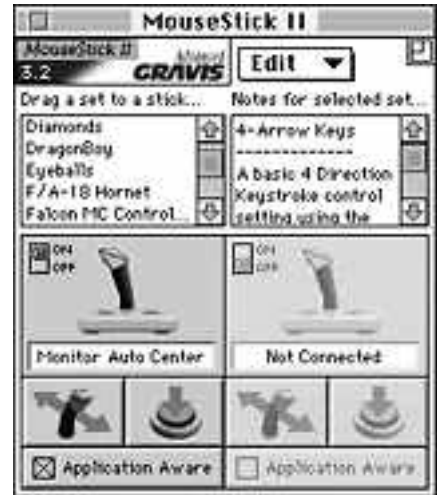 MouseStick II
MouseStick II
3.2
Advanced
GRAVIS
Edit
Drag a set to a stick...
Notes for selected set...
Diamonds
DragonBoy
Eyeballs
F/A-18 Hornet
Falcon MC Control...
4-Arrow Keys
-------------
A basic 4 Direction
Keystroke control
setting using the
ON
OFF
ON
OFF
Monitor Auto Center
Not Connected
Application Aware
Application Aware